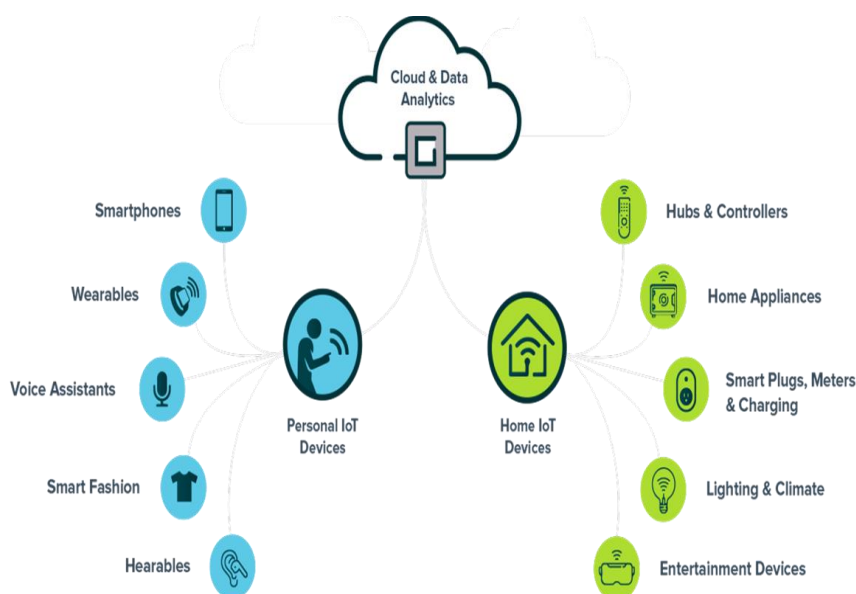 Cloud & Data
Analytics
Smartphones
Wearables
Voice Assistants
Smart Fashion
Hearables
Personal IoT
Devices
Home IoT
Devices
Hubs & Controllers
Home Appliances
Smart Plugs, Meters
& Charging
Lighting & Climate
Entertainment Devices